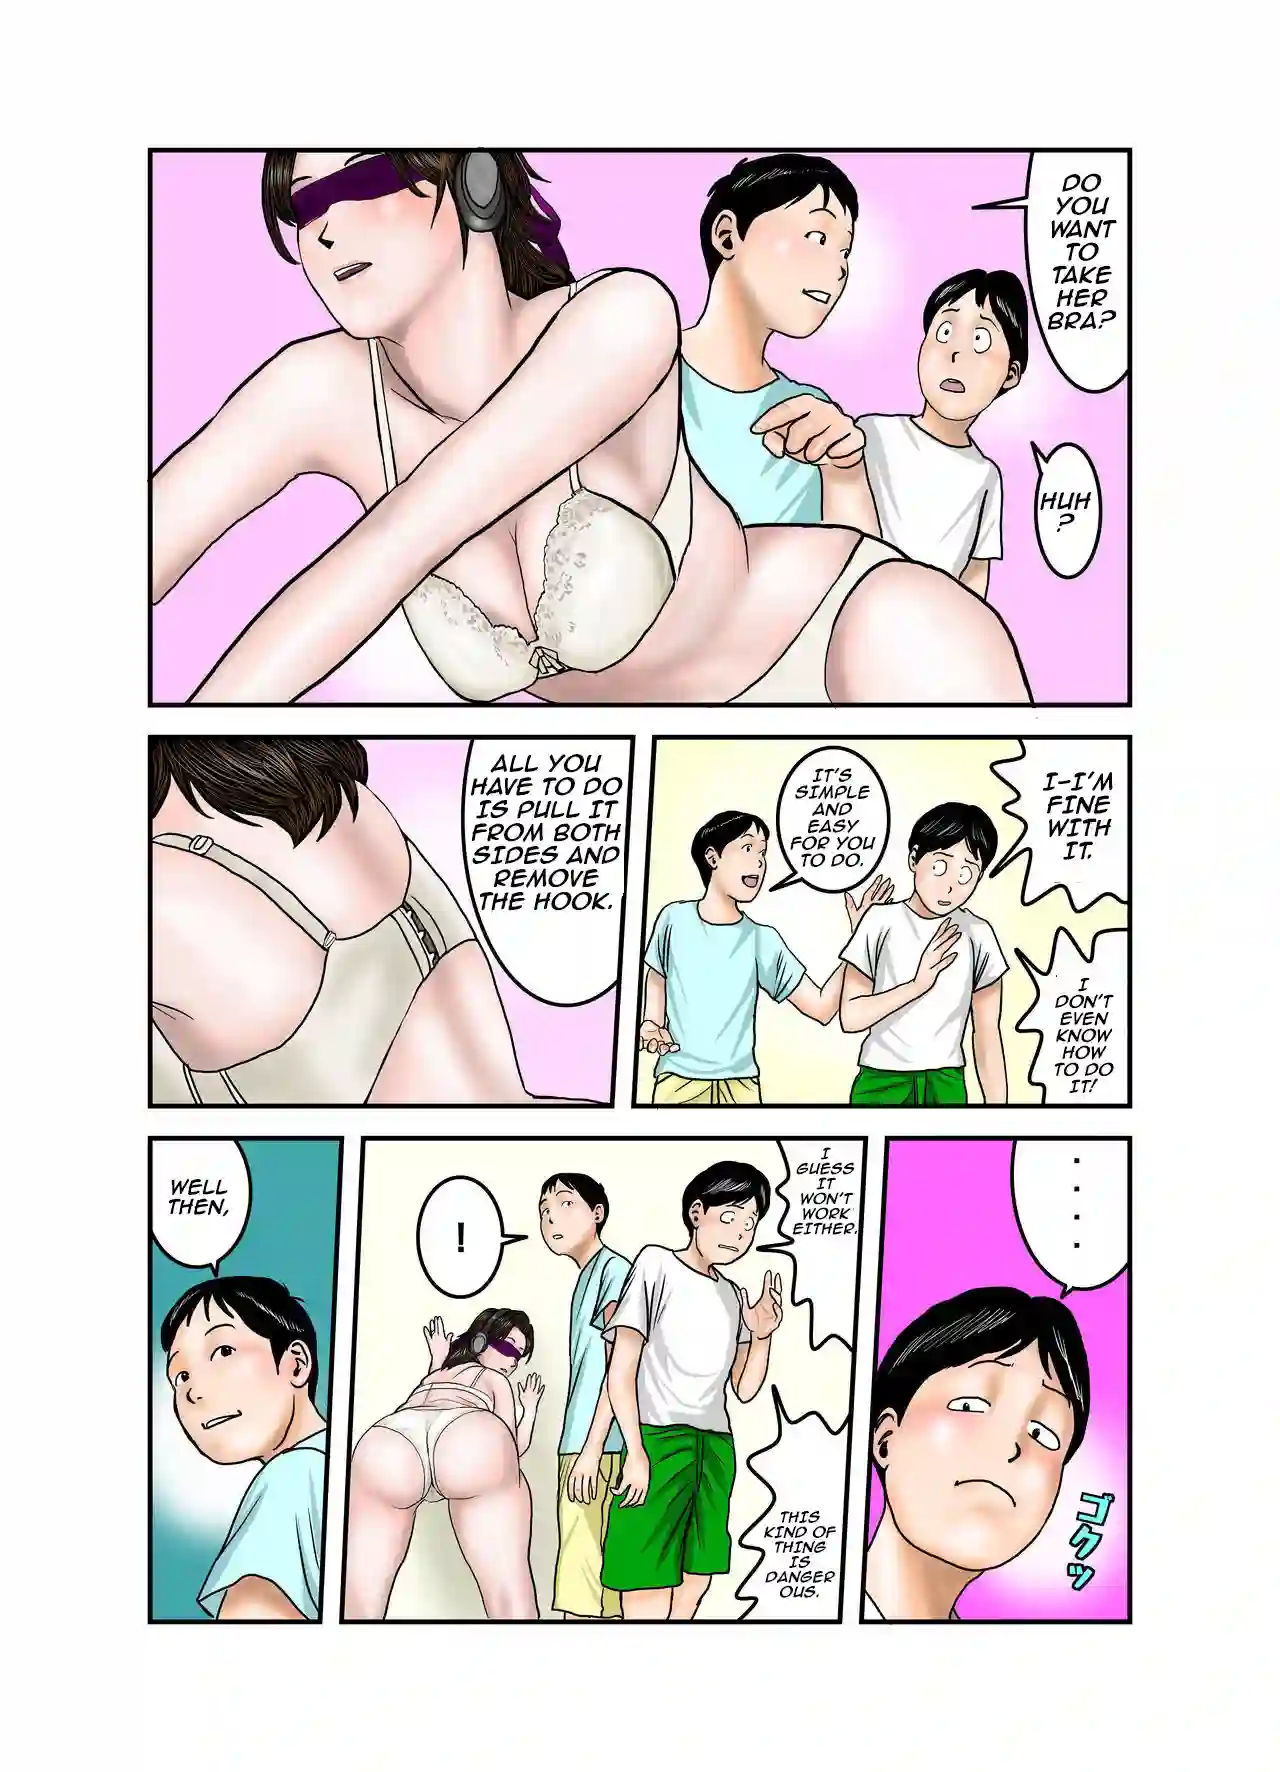 DO
YOU
WANT
TO
TAKE
HER
BRA?
HUH
?
I-I'M
FINE
WITH
IT.
IT'S
SIMPLE
AND
EASY
FOR YOU
TO DO.
I
DON'T
EVEN
KNOW
HOW
TO DO
IT!
ALL YOU
HAVE TO DO
IS PULL IT
FROM BOTH
SIDES AND
REMOVE
THE HOOK.
....
ゴクッ
I
GUESS
IT
WON'T
WORK
EITHER.
!
THIS
KIND OF
THING
IS
DANGER
OUS.
WELL
THEN,